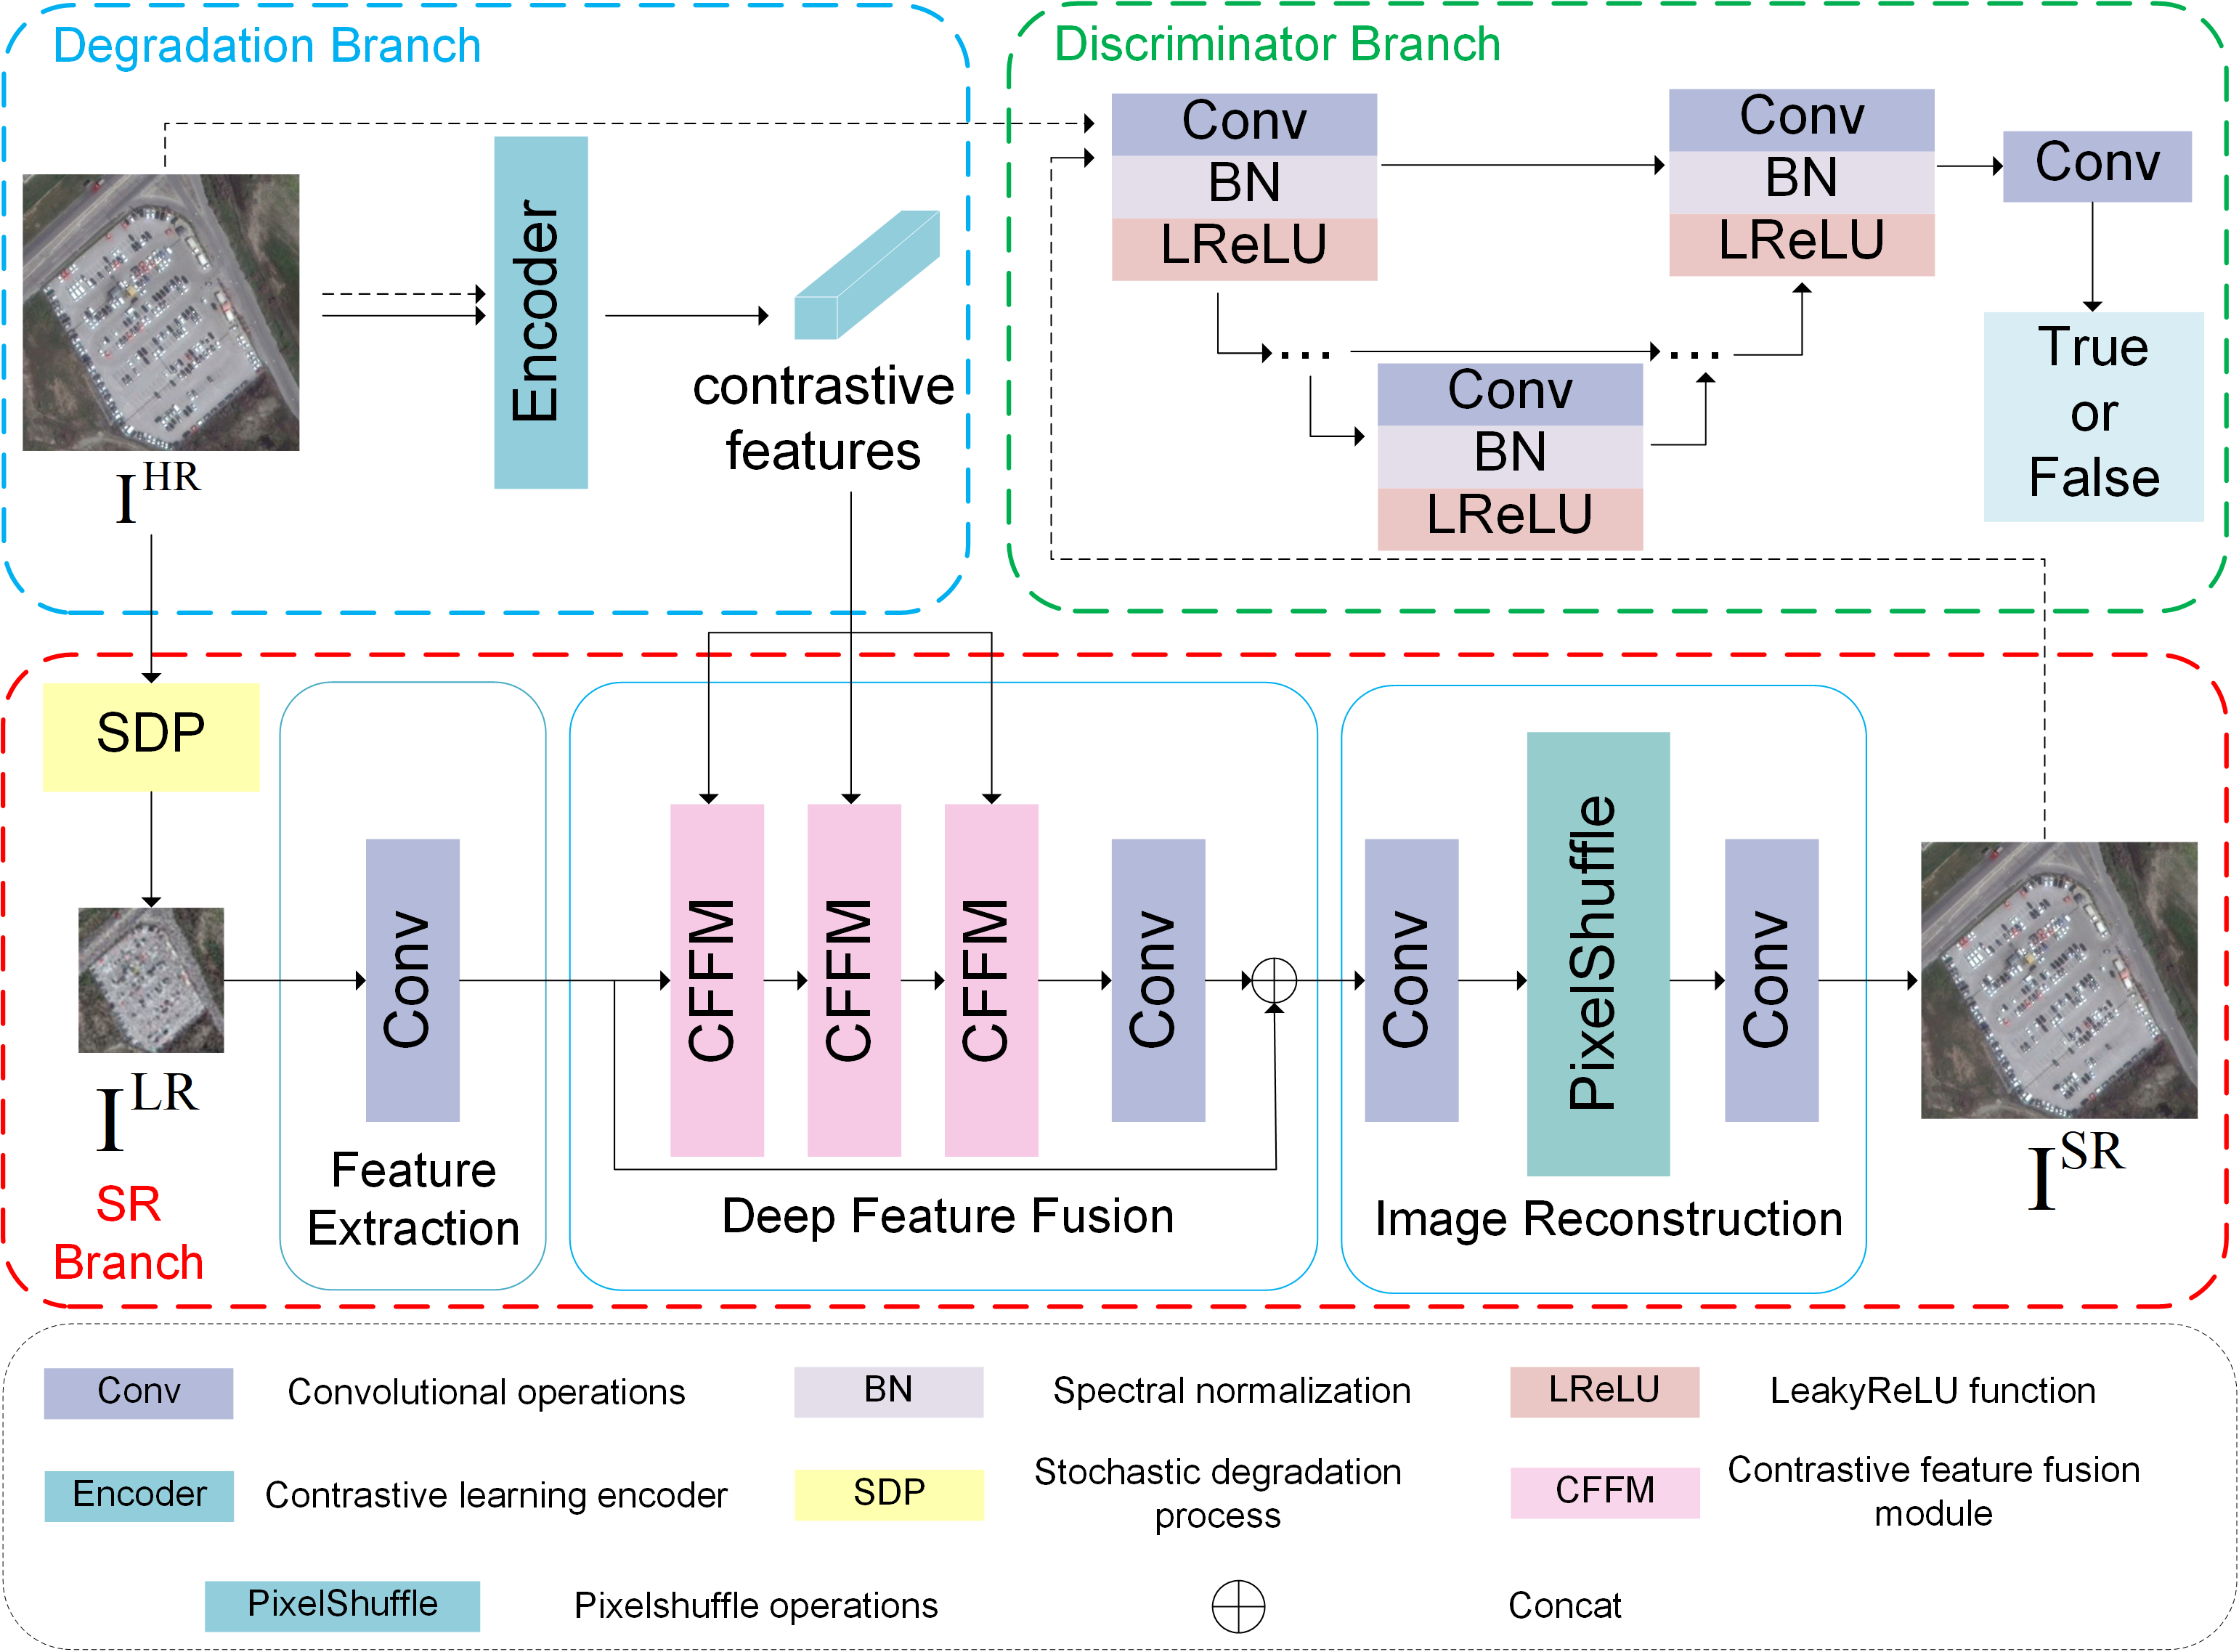 Degradation Branch
I^HR
Encoder
contrastive
features
Discriminator Branch
Conv
BN
LReLU
Conv
BN
LReLU
Conv
...
...
Conv
BN
LReLU
True
or
False
SDP
I^LR
SR
Branch
Conv
Feature
Extraction
CFFM
CFFM
CFFM
Conv
Deep Feature Fusion
Conv
PixelShuffle
Conv
Image Reconstruction
I^SR
Conv
Convolutional operations
BN
Spectral normalization
LReLU
LeakyReLU function
Encoder
Contrastive learning encoder
SDP
Stochastic degradation
process
CFFM
Contrastive feature fusion
module
PixelShuffle
Pixelshuffle operations
Concat